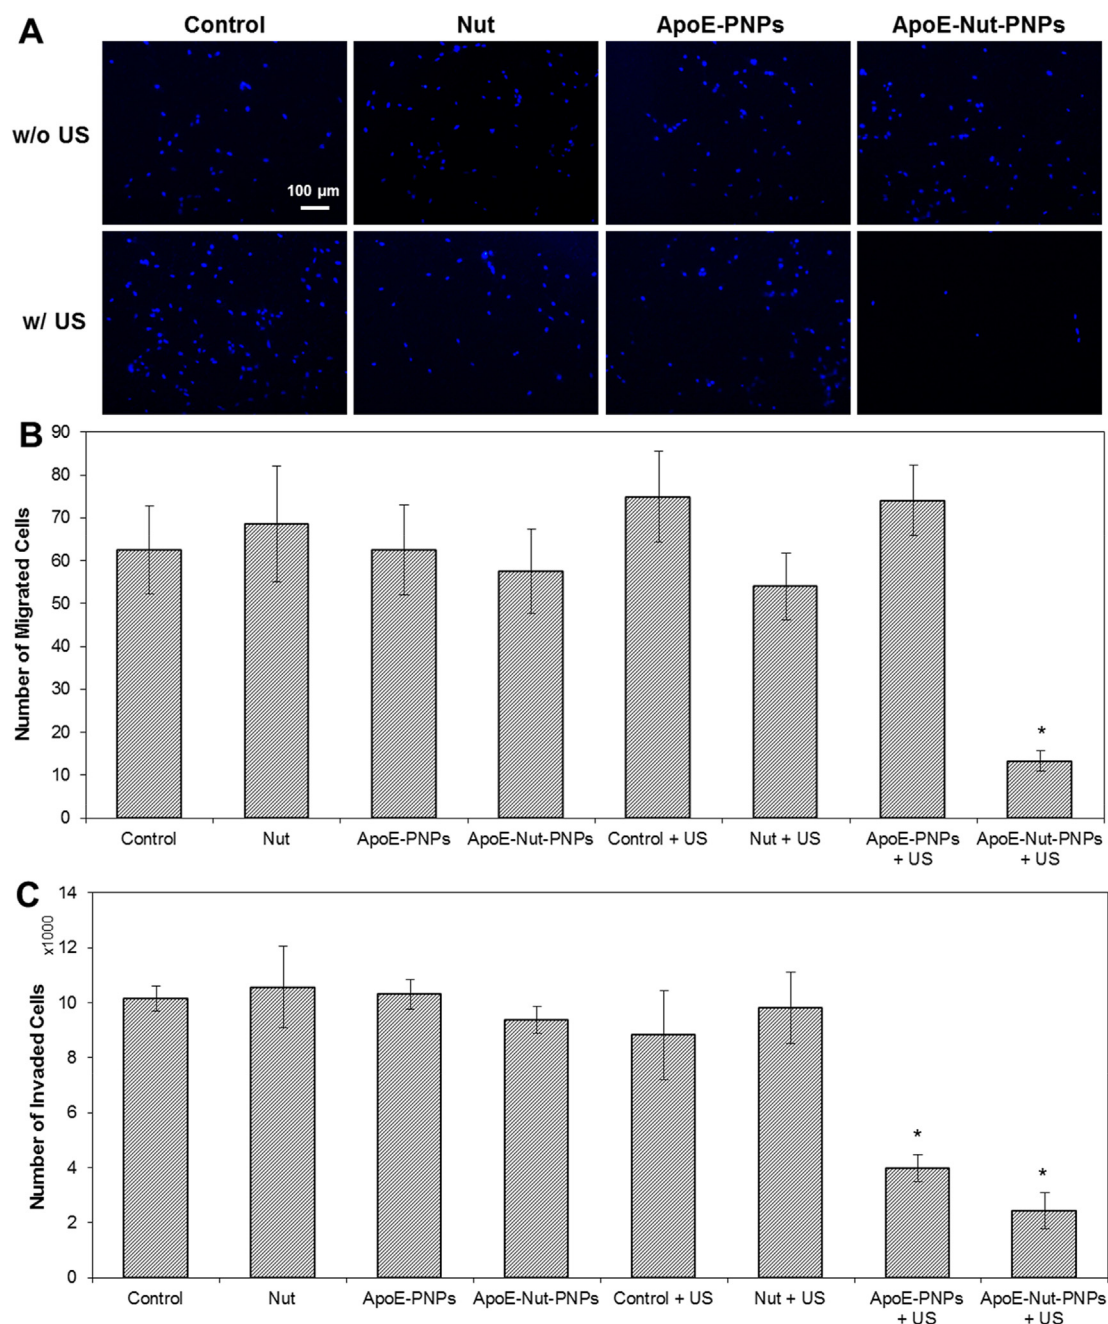 A
Control
Nut
ApoE-PNPs
ApoE-Nut-PNPs
w/o US
100 µm
w/ US
B
Number of Migrated Cells
90
80
70
60
50
40
30
20
10
0
Control
Nut
ApoE-PNPs
ApoE-Nut-PNPs
Control + US
Nut + US
ApoE-PNPs
+ US
ApoE-Nut-PNPs
+ US
*
C
Number of Invaded Cells
x1000
14
12
10
8
6
4
2
0
Control
Nut
ApoE-PNPs
ApoE-Nut-PNPs
Control + US
Nut + US
ApoE-PNPs
+ US
ApoE-Nut-PNPs
+ US
*
*